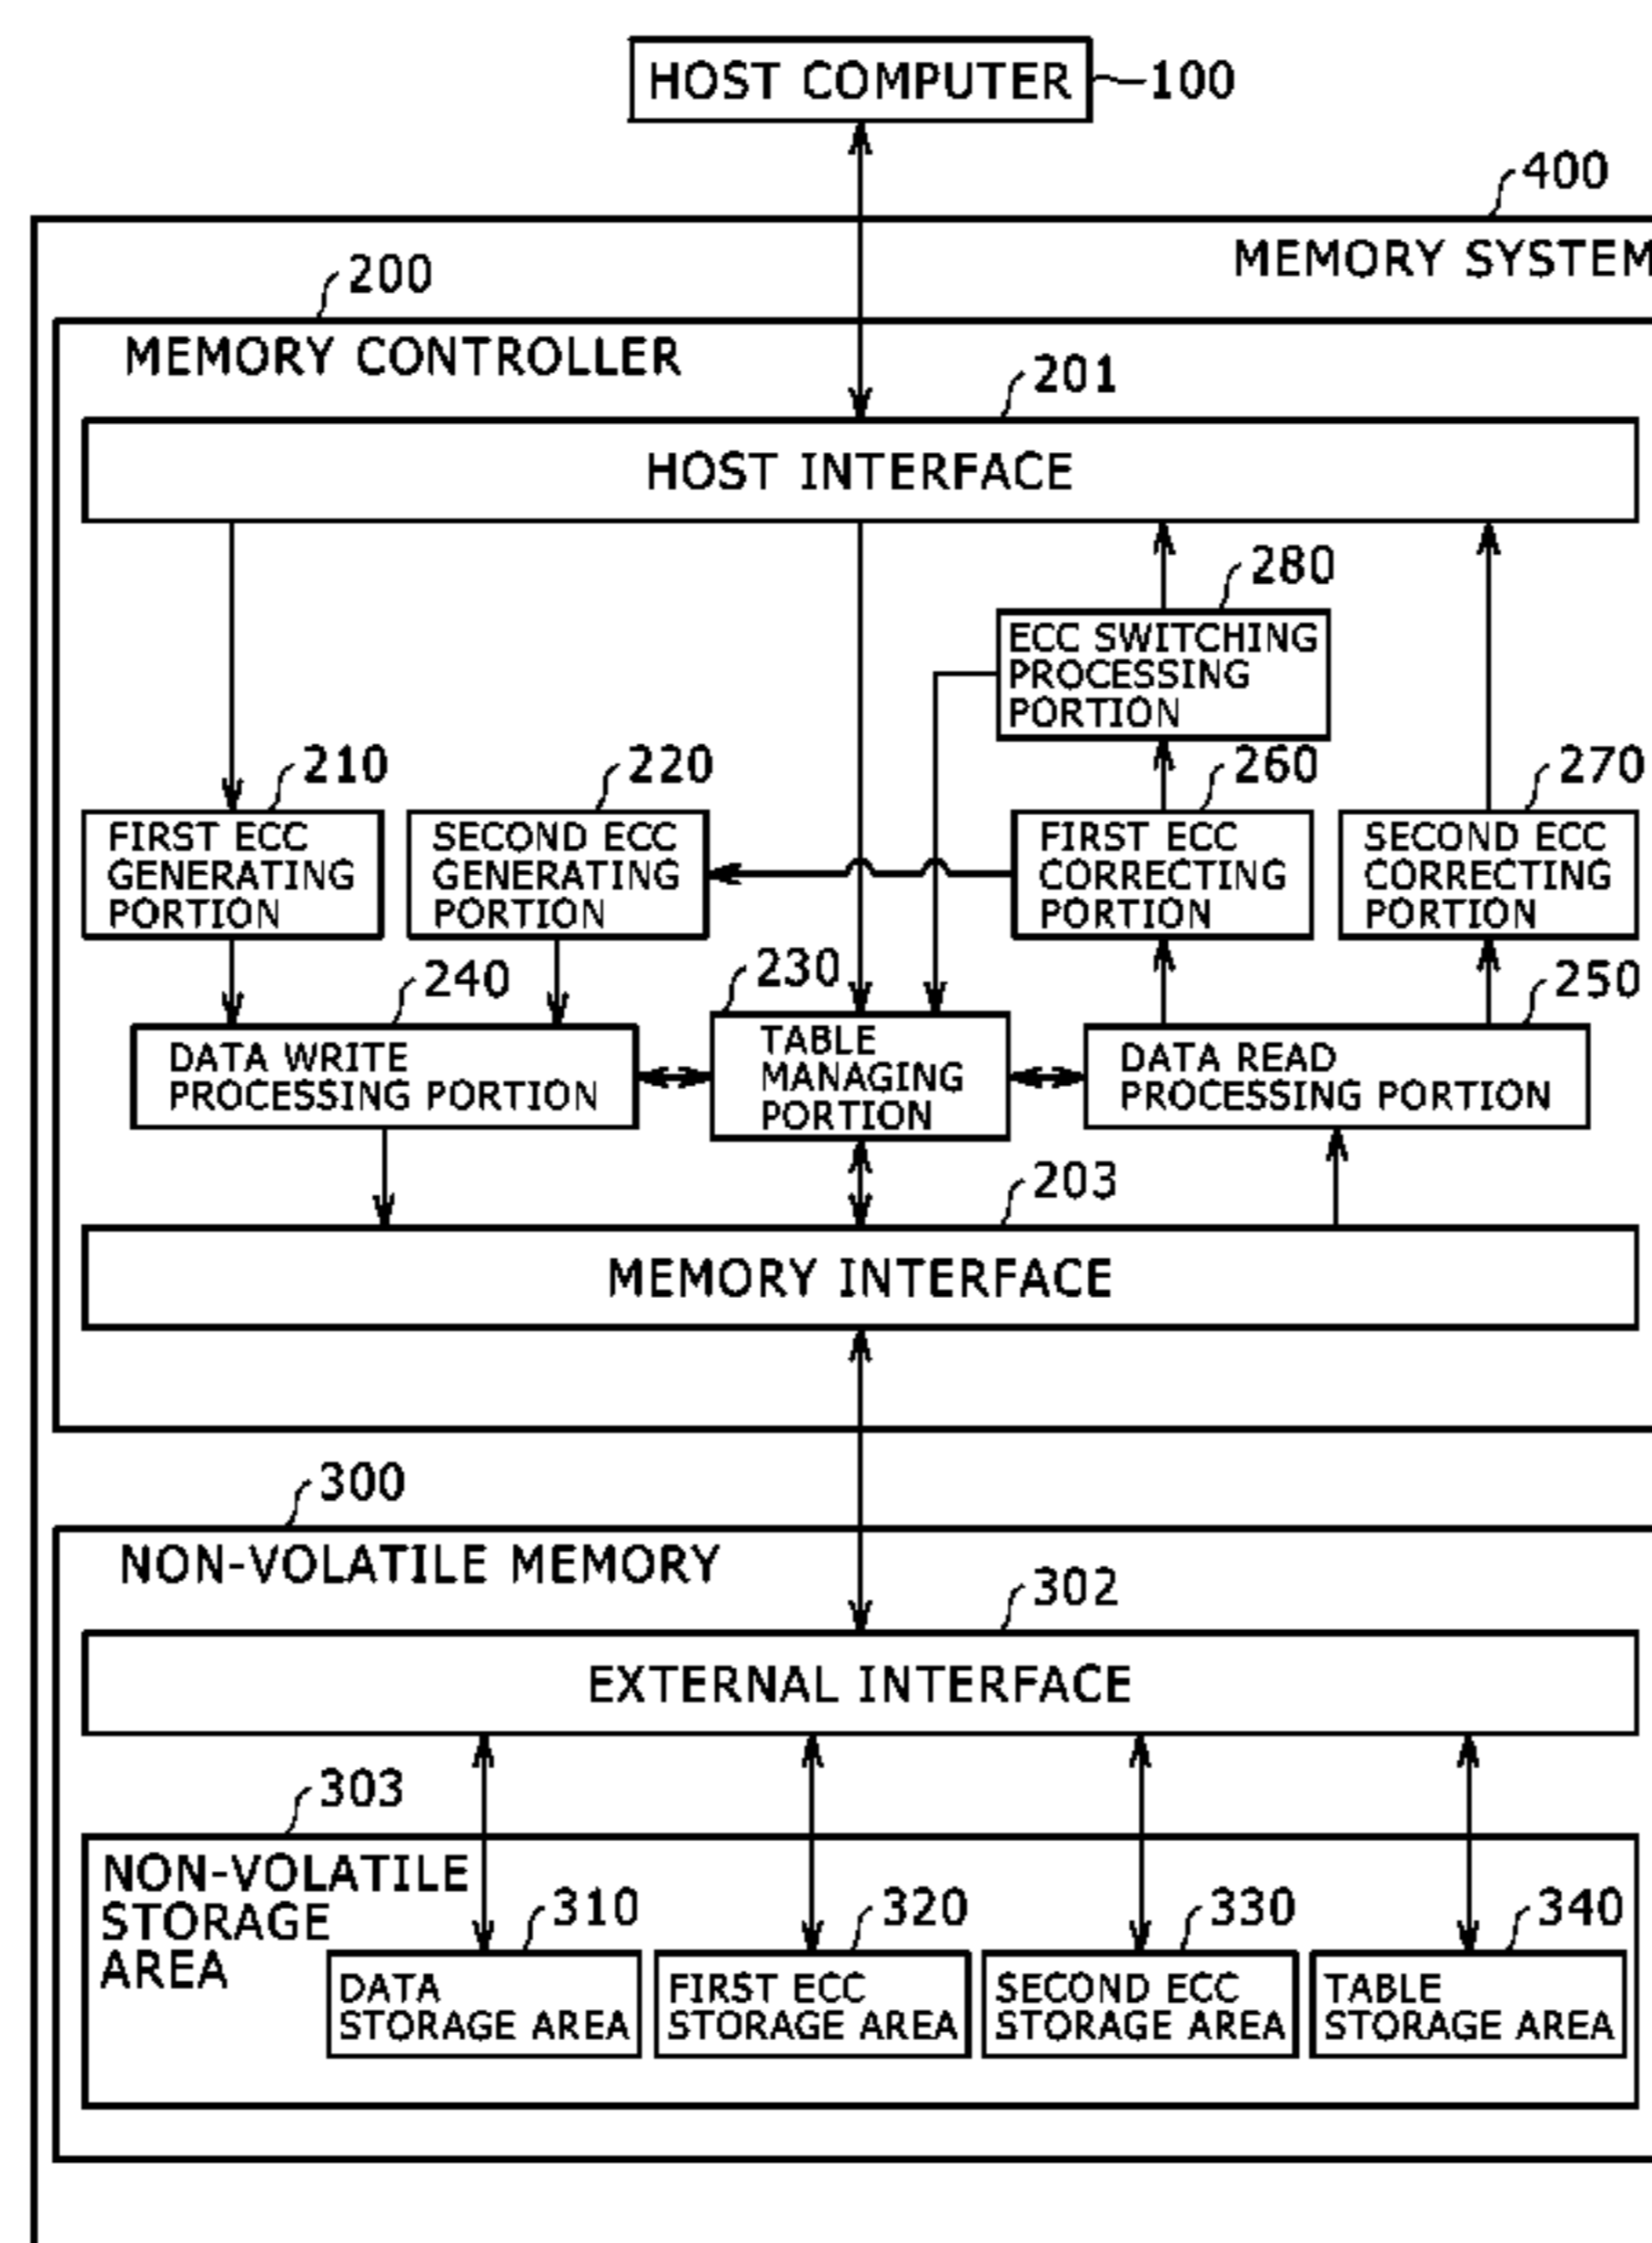 HOST COMPUTER
100
400
MEMORY SYSTEM
200
MEMORY CONTROLLER
201
HOST INTERFACE
280
ECC SWITCHING
PROCESSING
PORTION
210
220
260
270
FIRST ECC
GENERATING
PORTION
SECOND ECC
GENERATING
PORTION
FIRST ECC
CORRECTING
PORTION
SECOND ECC
CORRECTING
PORTION
240
230
250
DATA WRITE
PROCESSING PORTION
TABLE
MANAGING
PORTION
DATA READ
PROCESSING PORTION
203
MEMORY INTERFACE
300
NON-VOLATILE MEMORY
302
EXTERNAL INTERFACE
303
NON-VOLATILE
STORAGE
AREA
310
320
330
340
DATA
STORAGE AREA
FIRST ECC
STORAGE AREA
SECOND ECC
STORAGE AREA
TABLE
STORAGE AREA